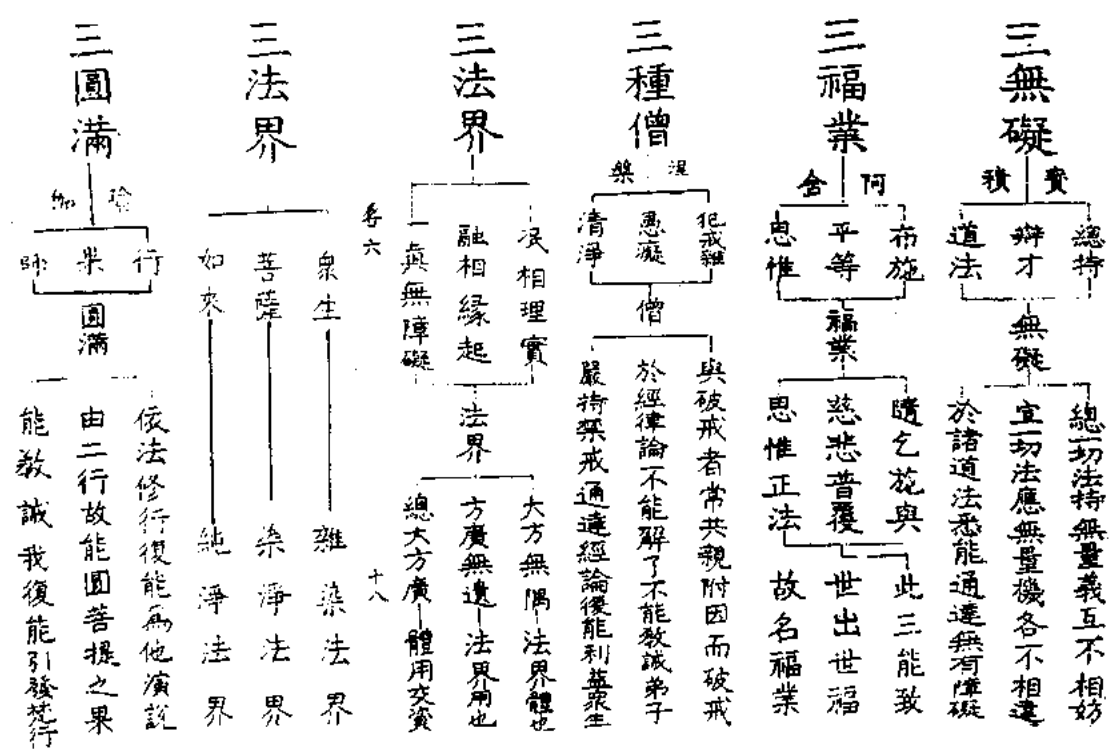 三無礙
寶積
總持
辯才
道法
無礙
總一切法持無量義互不相妨
宣一切法應無量機各不相違
於諸道法悉能通達無有障礙
三福業
阿含
布施
平等
思惟
福業
隨乞施與
慈悲普覆
思惟正法
此三能致
世出世福
故名福業
三種僧
涅槃
犯戒雜
愚癡
清淨
僧
與破戒者常共親附因而破戒
於經律論不能解了不能教誡弟子
嚴持禁戒通達經論復能利益眾生
三法界
泯相理實
融相緣起
一真無障礙
法界
大方無隅 法界體也
方廣無遺 法界用也
總大方廣 體用交資
三法界
眾生
菩薩
如來
雜染法界
染淨法界
純淨法界
卷六
十八
三圓滿
瑜伽
行
果
師
圓滿
依法修行復能為他演說
由二行故能圓菩提之果
能教誡我復能引發梵行